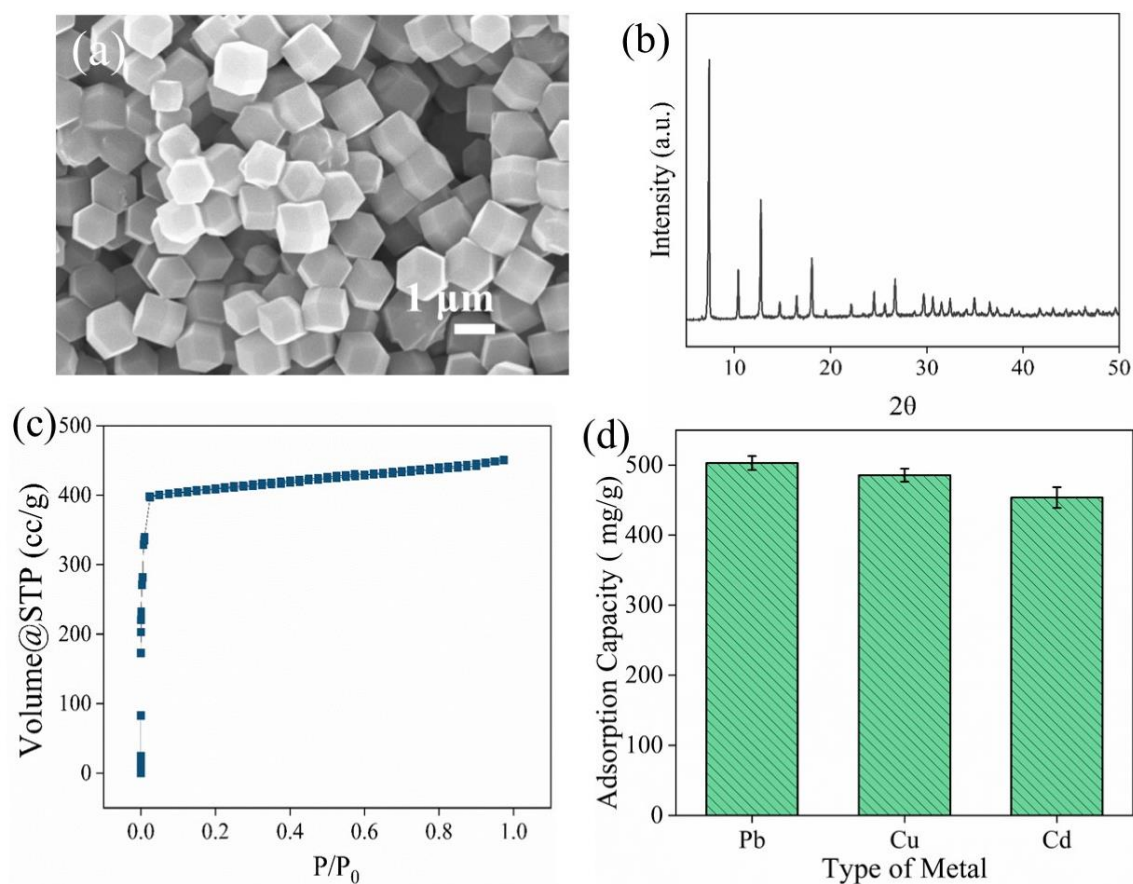 (a)
1 µm
(b)
Intensity (a.u.)
10 20 30 40 50
2θ
(c)
Volume@STP (cc/g)
500
400
300
200
100
0
0.0 0.2 0.4 0.6 0.8 1.0
P/P₀
(d)
Adsorption Capacity ( mg/g)
500
400
300
200
100
0
Pb Cu Cd
Type of Metal